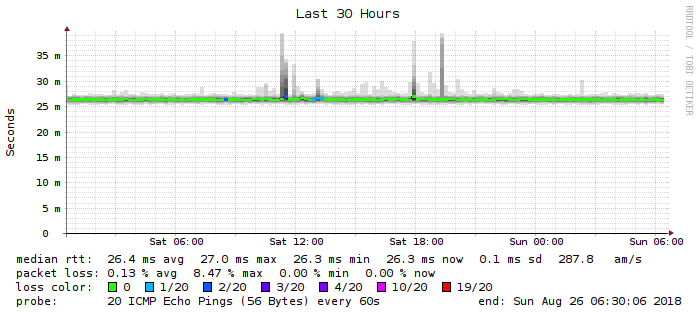 Last 30 Hours
RRDTOOL / TOBI OETIKER
Seconds
35 m
30 m
25 m
20 m
15 m
10 m
5 m
0
Sat 06:00 Sat 12:00 Sat 18:00 Sun 00:00 Sun 06:00
median rtt: 26.4 ms avg 27.0 ms max 26.3 ms min 26.3 ms now 0.1 ms sd 287.8 am/s
packet loss: 0.13 % avg 8.47 % max 0.00 % min 0.00 % now
loss color: 0 1/20 2/20 3/20 4/20 10/20 19/20
probe: 20 ICMP Echo Pings (56 Bytes) every 60s end: Sun Aug 26 06:30:06 2018